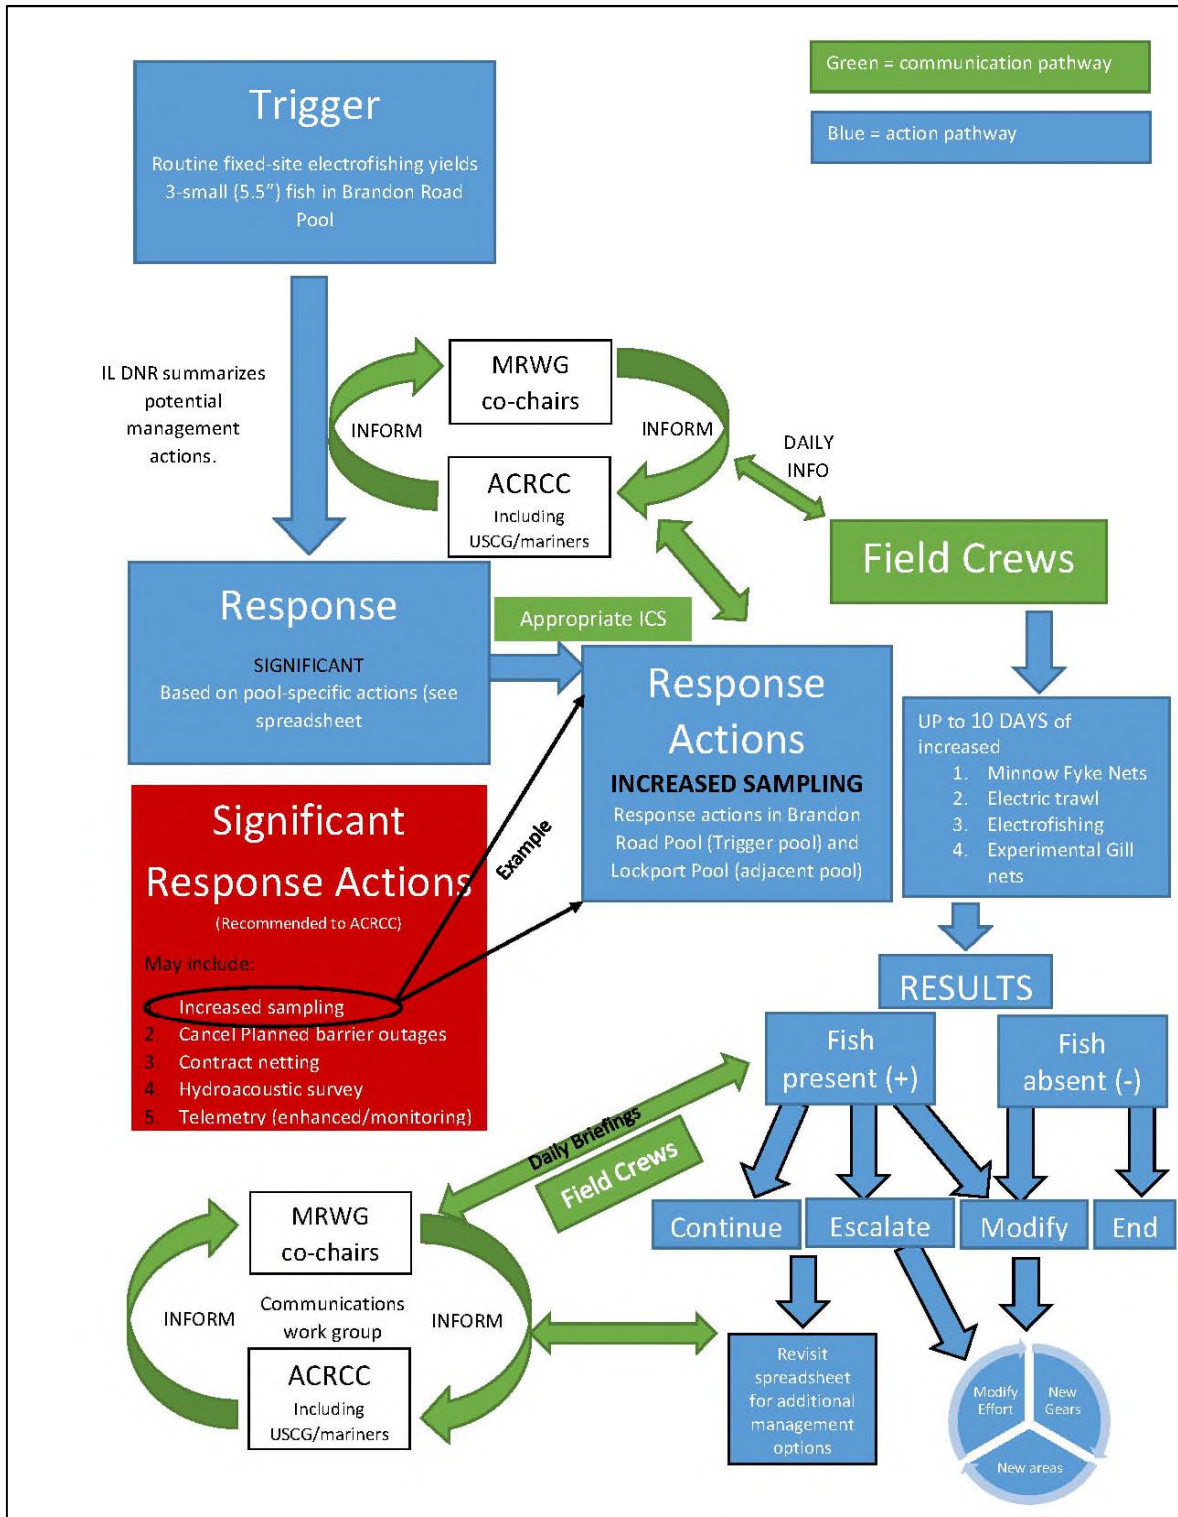 Green = communication pathway
Blue = action pathway
Trigger
Routine fixed-site electrofishing yields
3-small (5.5”) fish in Brandon Road
Pool
IL DNR summarizes
potential
management
actions.
MRWG
co-chairs
INFORM
INFORM
ACRCC
Including
USCG/mariners
DAILY
INFO
Field Crews
Response
SIGNIFICANT
Based on pool-specific actions (see
spreadsheet
Appropriate ICS
Response
Actions
INCREASED SAMPLING
Response actions in Brandon
Road Pool (Trigger pool) and
Lockport Pool (adjacent pool)
UP to 10 DAYS of
increased
1. Minnow Fyke Nets
2. Electric trawl
3. Electrofishing
4. Experimental Gill
nets
Significant
Response Actions
(Recommended to ACRCC)
May include:
Increased sampling
2. Cancel Planned barrier outages
3. Contract netting
4. Hydroacoustic survey
5. Telemetry (enhanced/monitoring)
Example
RESULTS
Fish
present (+)
Fish
absent (-)
Daily Briefings
Field Crews
Continue
Escalate
Modify
End
MRWG
co-chairs
INFORM
Communications
work group
INFORM
ACRCC
Including
USCG/mariners
Revisit
spreadsheet
for additional
management
options
Modify
Effort
New
Gears
New areas